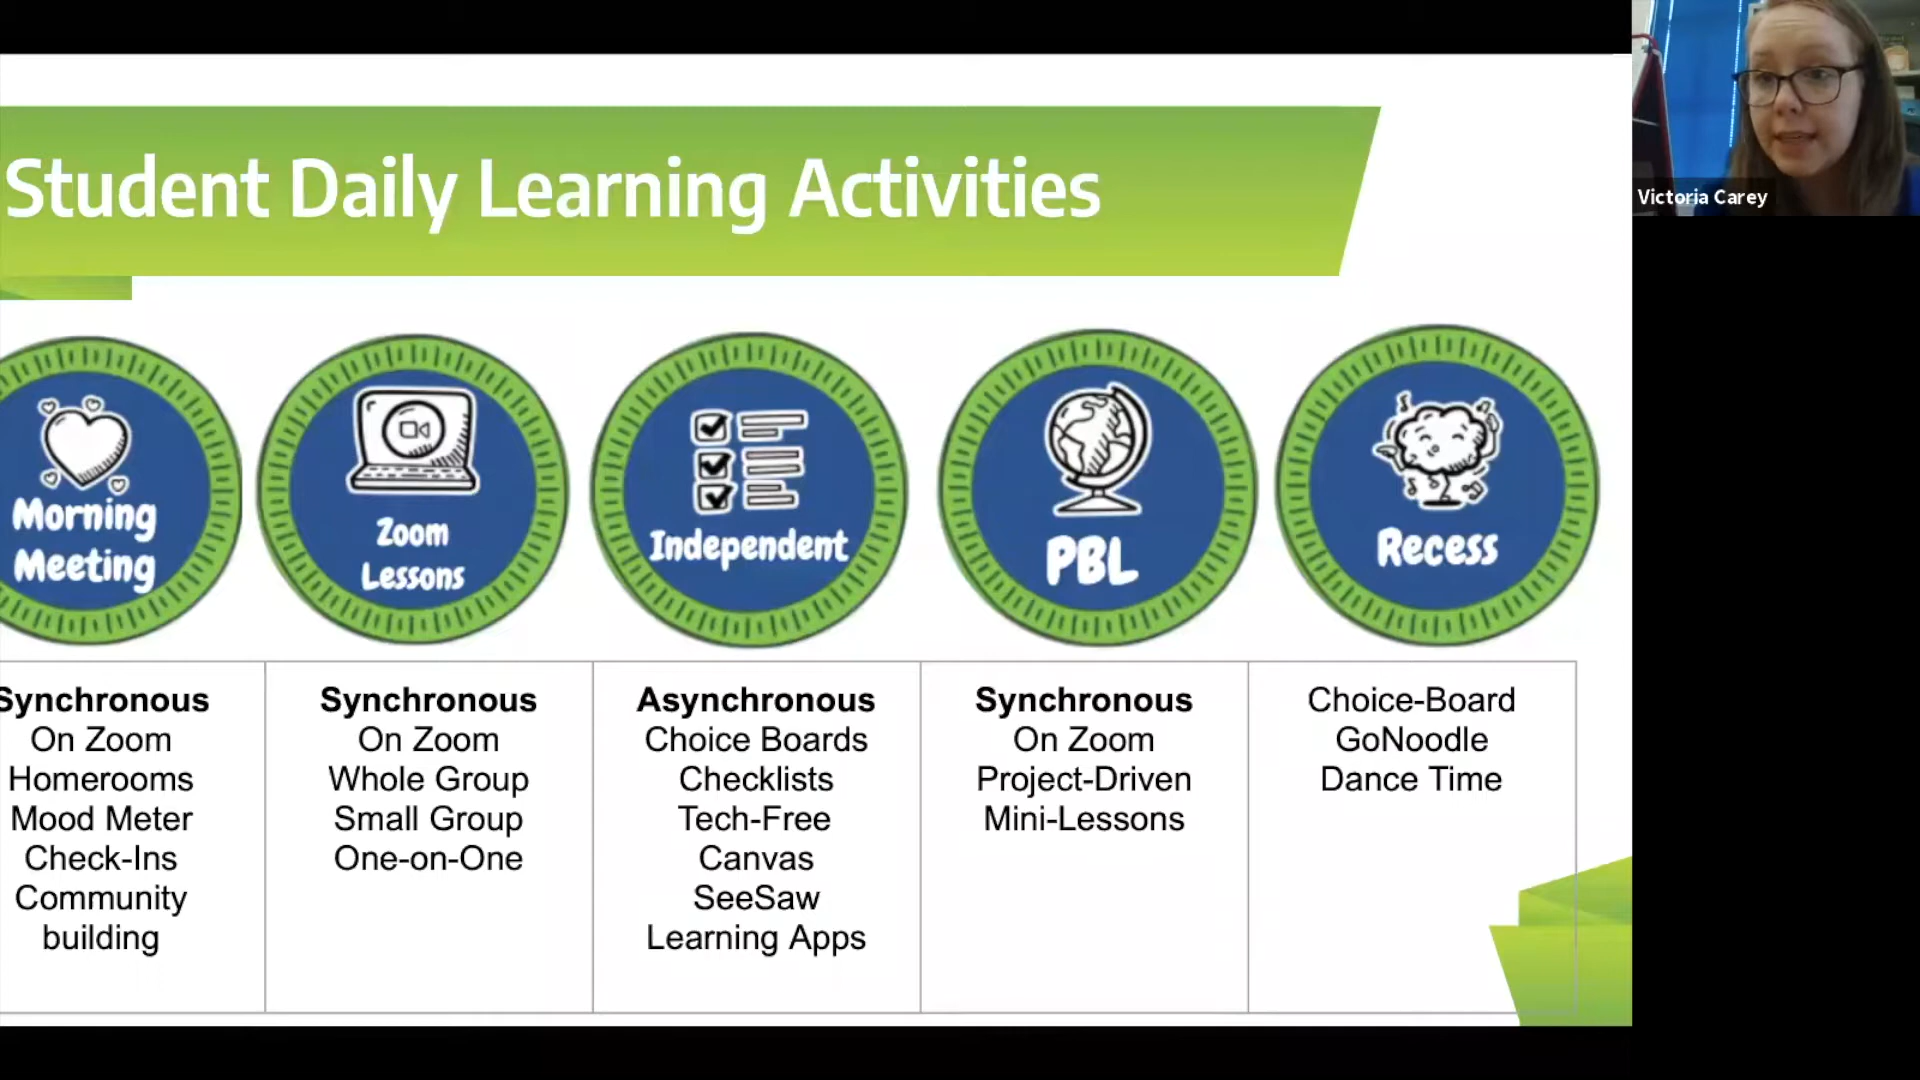 Student Daily Learning Activities
Victoria Carey
Morning
Meeting
Zoom
Lessons
Independent
PBL
Recess
Synchronous
On Zoom
Homerooms
Mood Meter
Check-Ins
Community
building
Synchronous
On Zoom
Whole Group
Small Group
One-on-One
Asynchronous
Choice Boards
Checklists
Tech-Free
Canvas
SeeSaw
Learning Apps
Synchronous
On Zoom
Project-Driven
Mini-Lessons
Choice-Board
GoNoodle
Dance Time